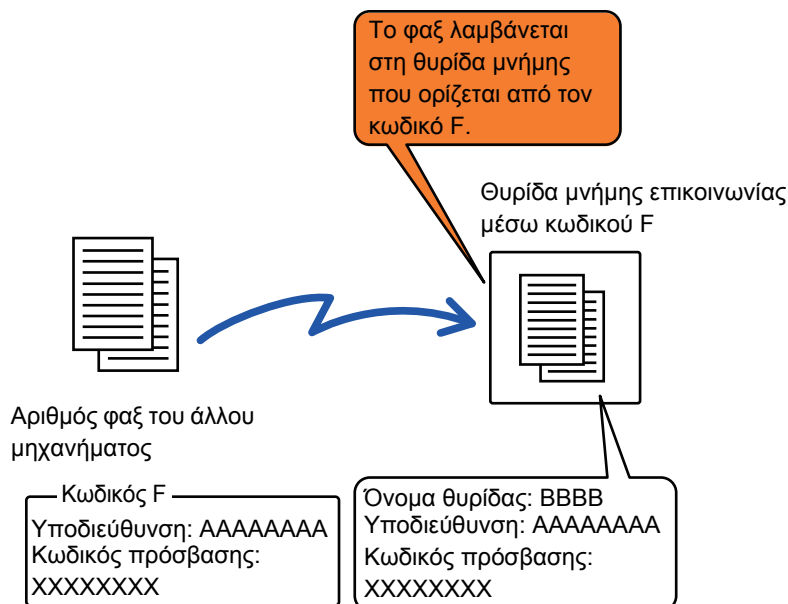 Το φαξ λαμβάνεται
στη θυρίδα μνήμης
που ορίζεται από τον
κωδικό F.
Θυρίδα μνήμης επικοινωνίας
μέσω κωδικού F
Αριθμός φαξ του άλλου
μηχανήματος
Κωδικός F
Υποδιεύθυνση: AAAAAAAA
Κωδικός πρόσβασης:
XXXXXXXX
Όνομα θυρίδας: BBBB
Υποδιεύθυνση: AAAAAAAA
Κωδικός πρόσβασης:
XXXXXXXX